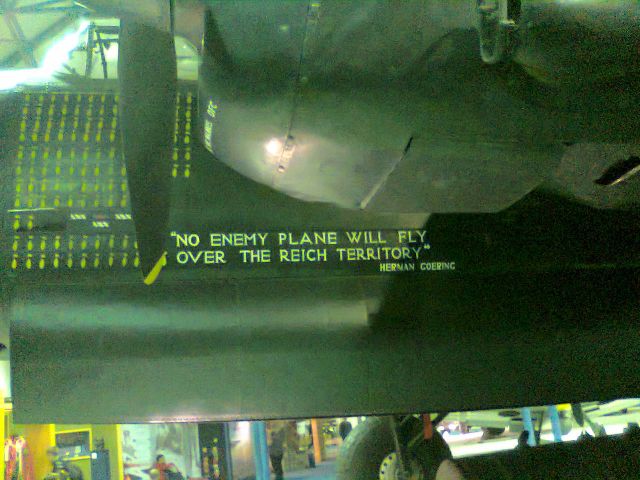 "NO ENEMY PLANE WILL FLY
OVER THE REICH TERRITORY"
HERMAN GOERING